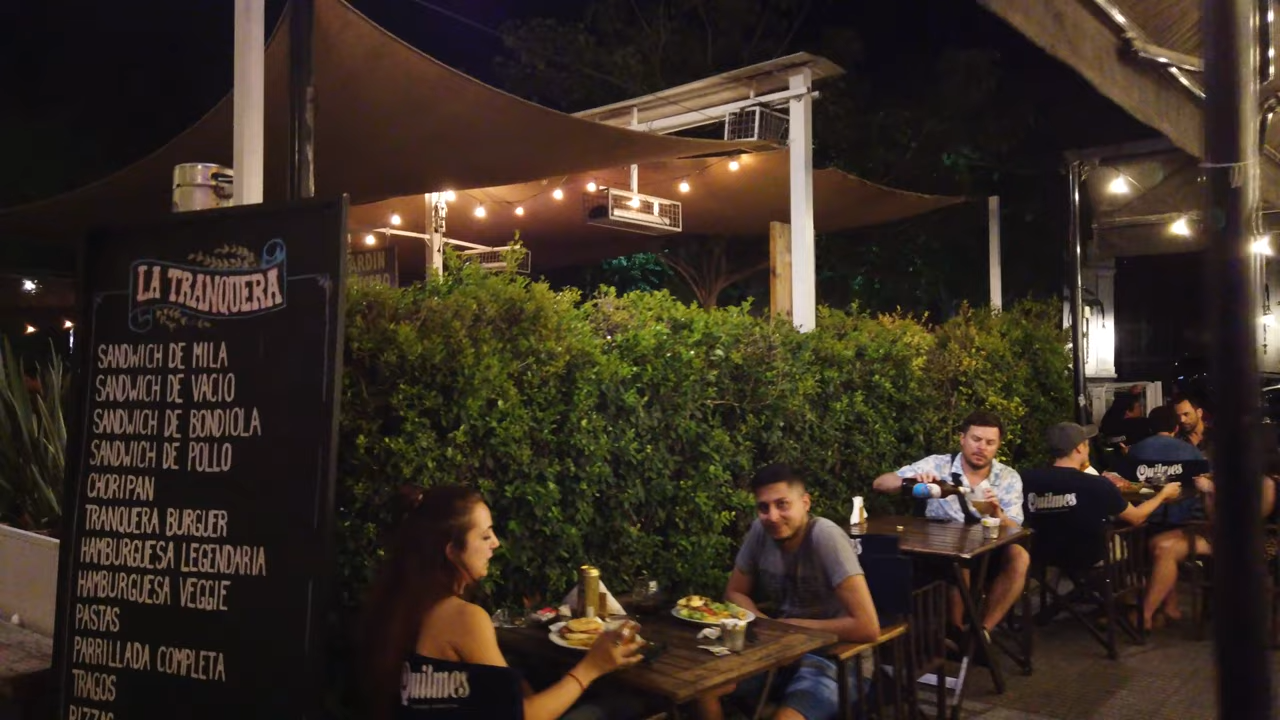 LA TRANQUERA
SANDWICH DE MILA
SANDWICH DE VACIO
SANDWICH DE BONDIOLA
SANDWICH DE POLLO
CHORIPAN
TRANQUERA BURGUER
HAMBURGUESA LEGENDARIA
HAMBURGUESA VEGGIE
PASTAS
PARRILLADA COMPLETA
TRAGOS
PIZZAS
Quilmes
Quilmes
Quilmes